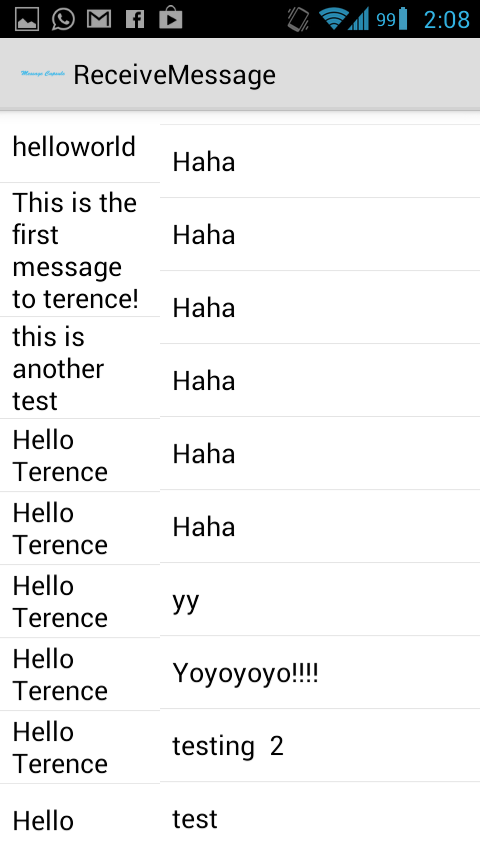 99 2:08
Message Capsule ReceiveMessage
helloworld
This is the
first
message
to terence!
this is
another
test
Hello
Terence
Hello
Terence
Hello
Terence
Hello
Terence
Hello
Terence
Hello
Haha
Haha
Haha
Haha
Haha
Haha
yy
Yoyoyoyo!!!!
testing  2
test